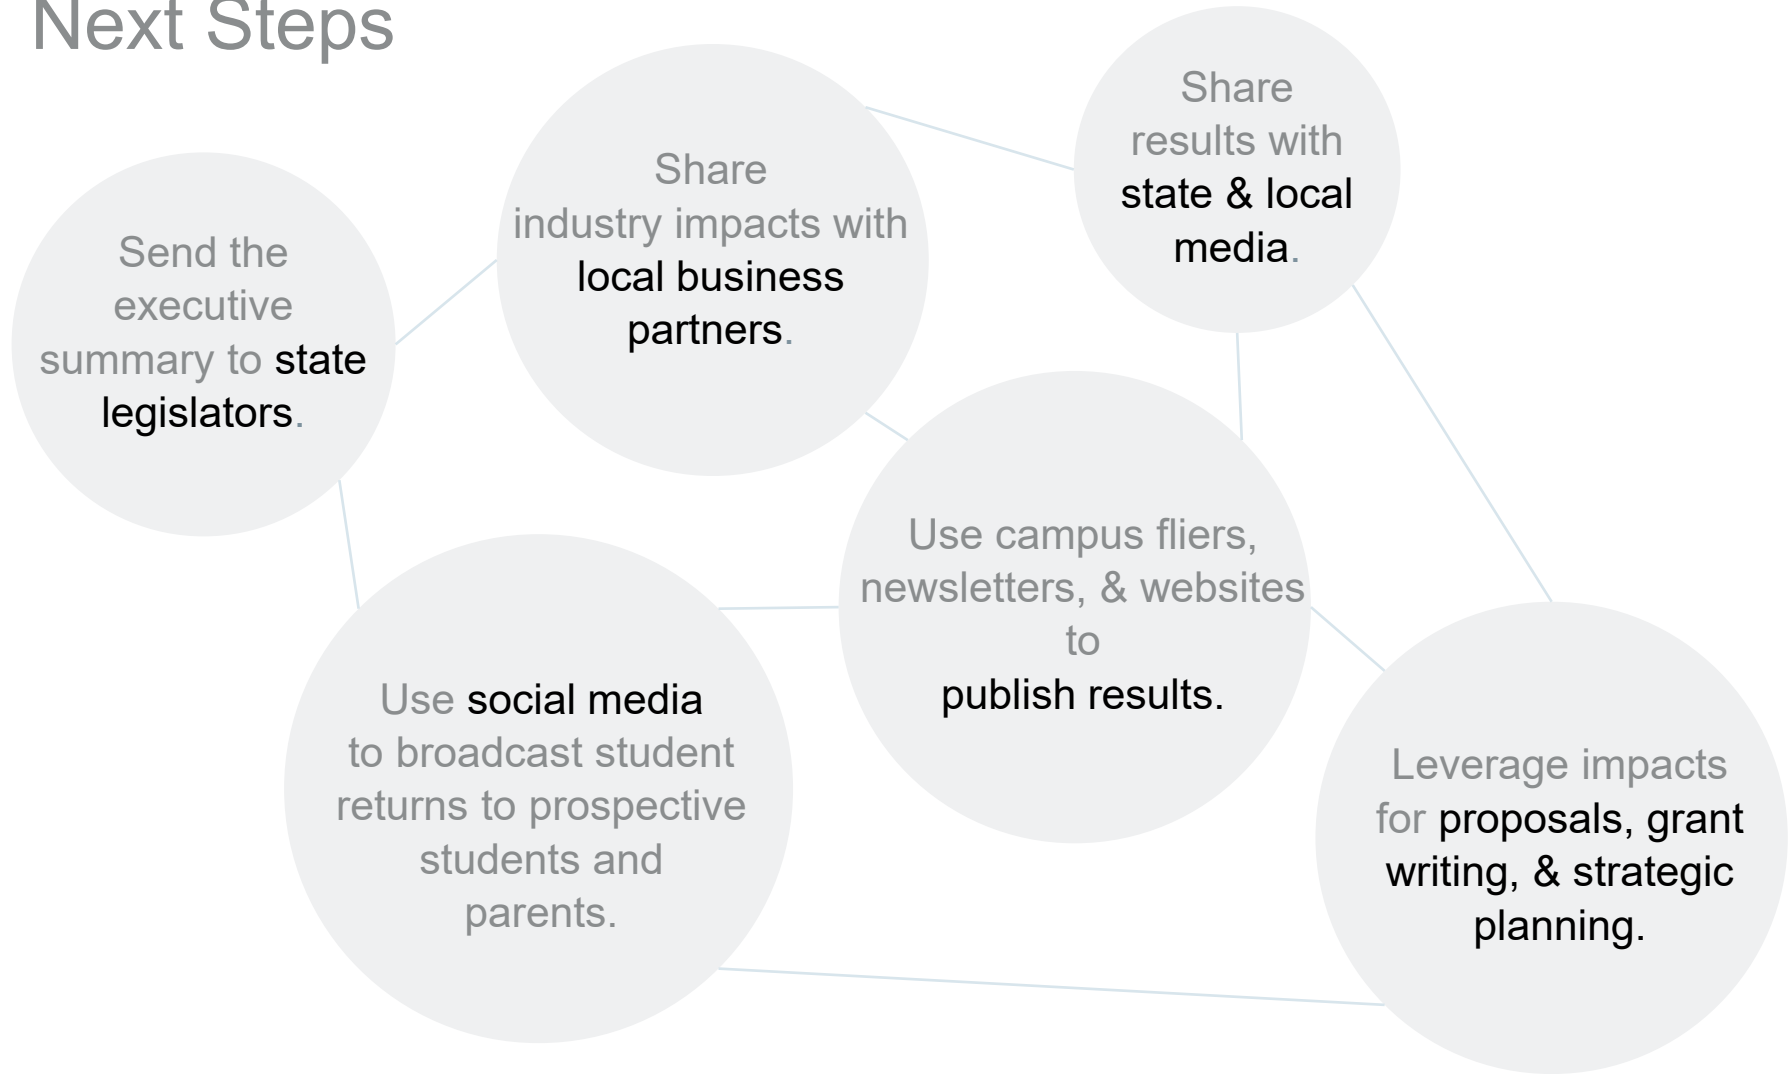 Next Steps
Send the
executive
summary to state
legislators.
Share
industry impacts with
local business
partners.
Share
results with
state & local
media.
Use social media
to broadcast student
returns to prospective
students and
parents.
Use campus fliers,
newsletters, & websites
to
publish results.
Leverage impacts
for proposals, grant
writing, & strategic
planning.